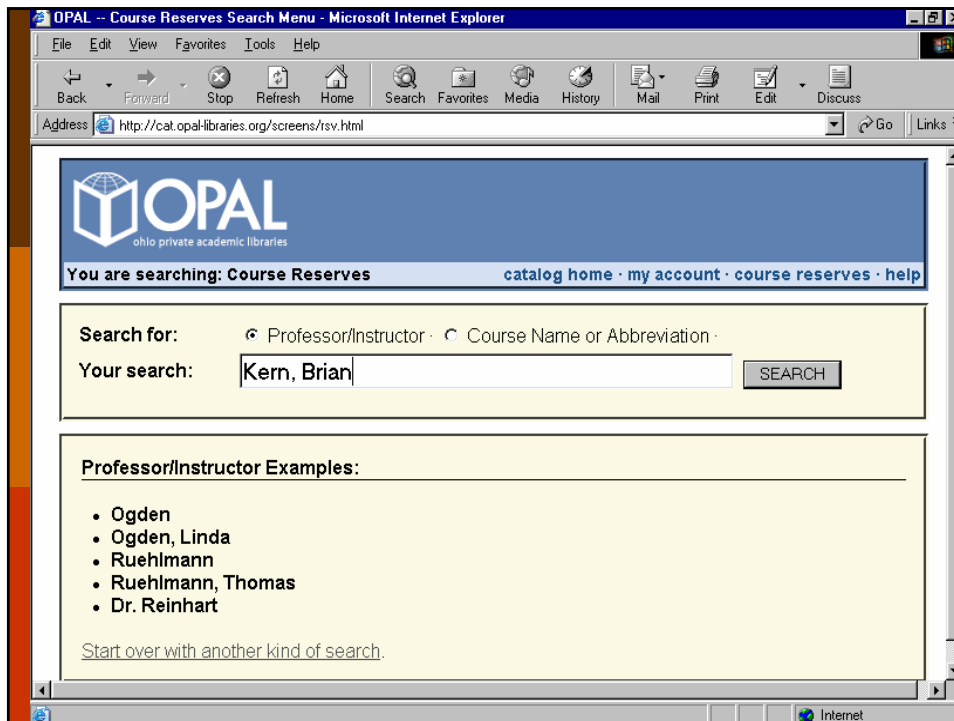 OPAL -- Course Reserves Search Menu - Microsoft Internet Explorer
File Edit View Favorites Tools Help
Back Forward Stop Refresh Home Search Favorites Media History Mail Print Edit Discuss
Address http://cat.opal-libraries.org/screens/rsv.html Go Links
OPAL
ohio private academic libraries
You are searching: Course Reserves catalog home · my account · course reserves · help
Search for: Professor/Instructor · Course Name or Abbreviation ·
Your search: Kern, Brian SEARCH
Professor/Instructor Examples:
• Ogden
• Ogden, Linda
• Ruehlmann
• Ruehlmann, Thomas
• Dr. Reinhart
Start over with another kind of search.
Internet